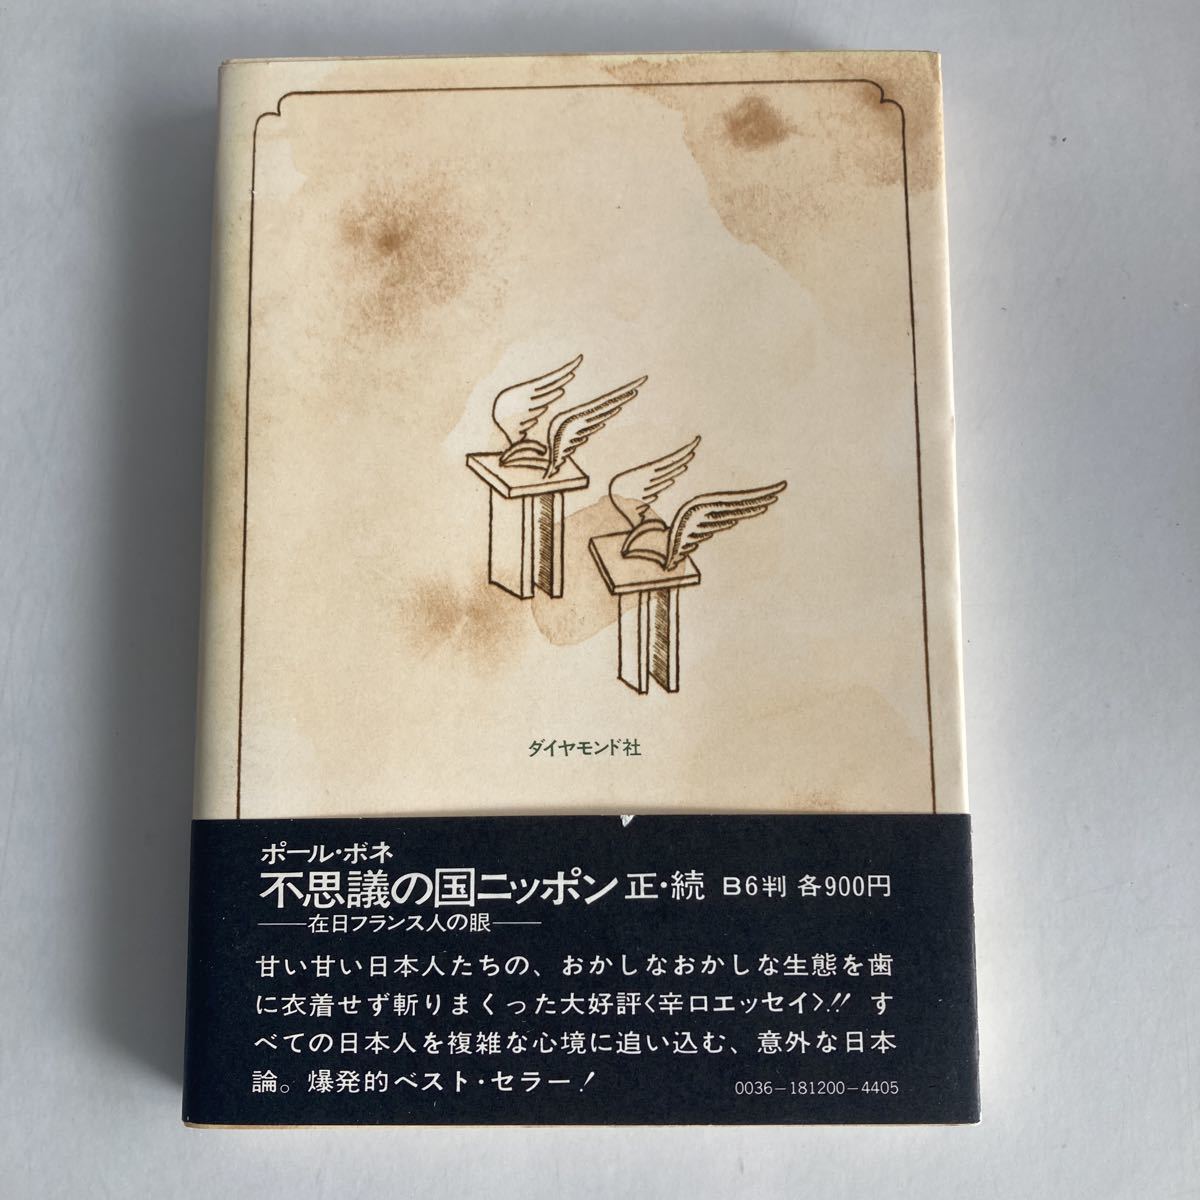 ダイヤモンド社
ポール・ボネ
不思議の国ニッポン 正・続 B6判 各900円
──在日フランス人の眼──
甘い甘い日本人たちの、おかしなおかしな生態を歯
に衣着せず斬りまくった大好評〈辛口エッセイ〉!! す
べての日本人を複雑な心境に追い込む、意外な日本
論。爆発的ベスト・セラー！
0036-181200-4405